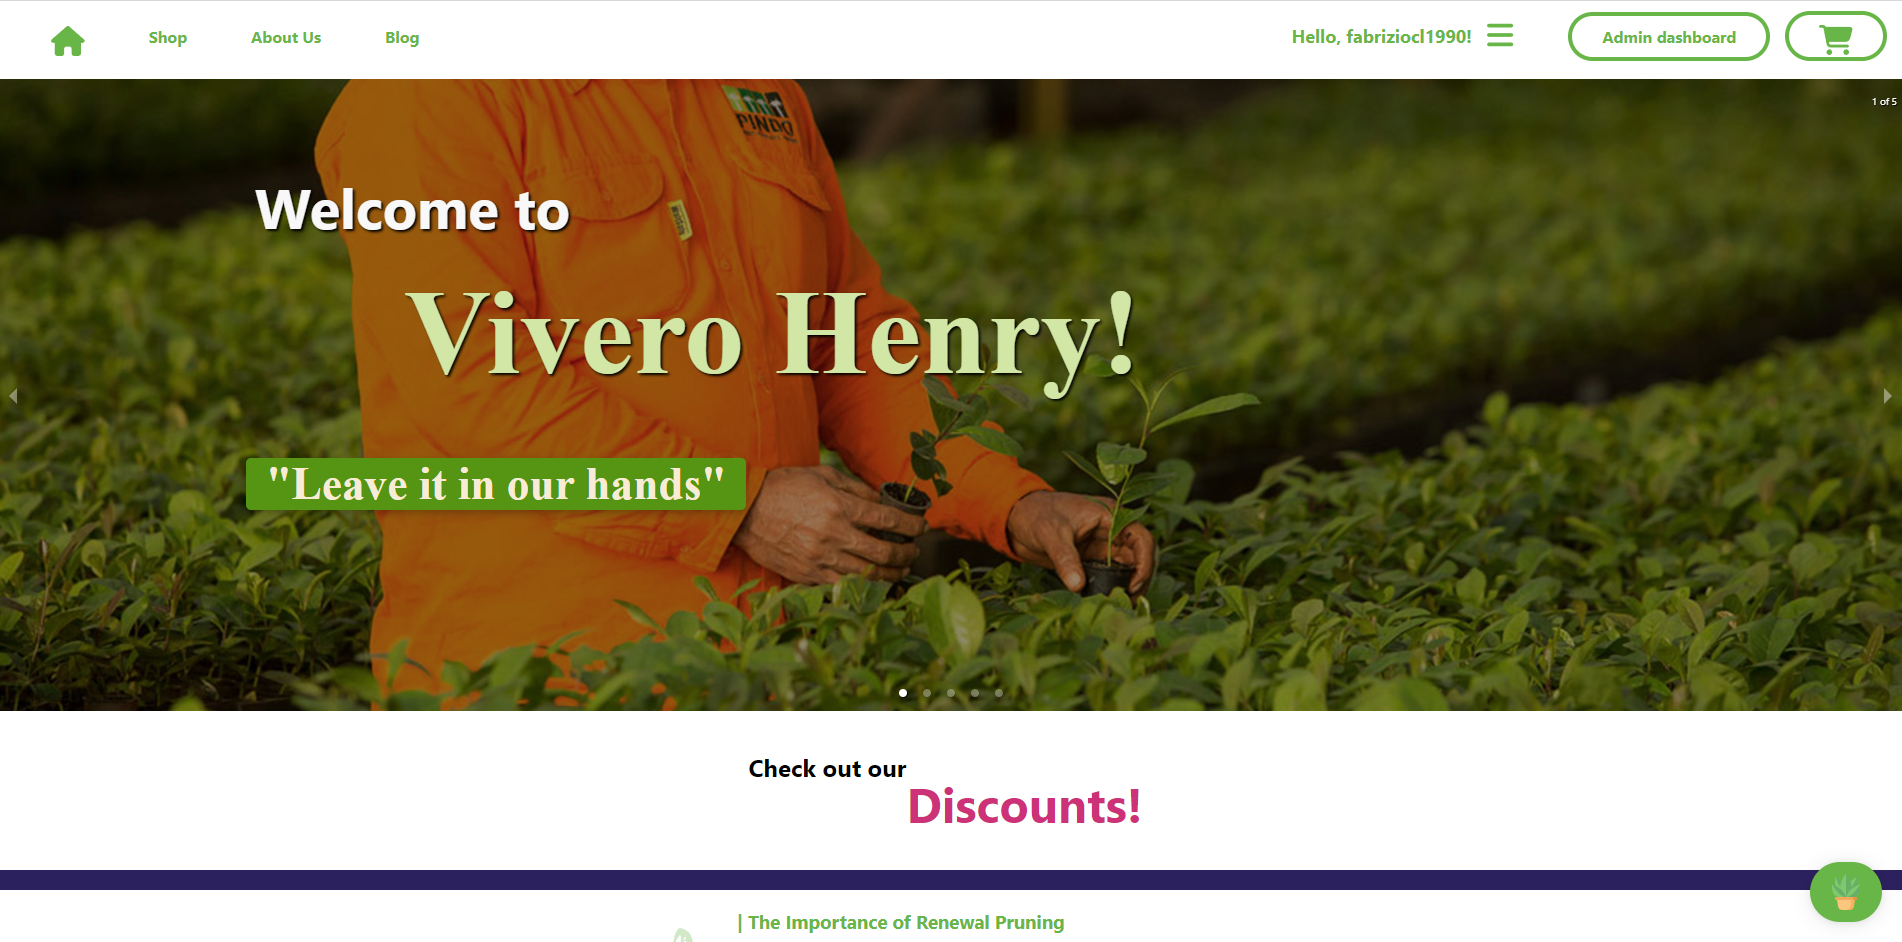 Shop
About Us
Blog
Hello, fabriziocl1990!
Admin dashboard
1 of 5
PINDO
Welcome to
Vivero Henry!
"Leave it in our hands"
Check out our
Discounts!
| The Importance of Renewal Pruning